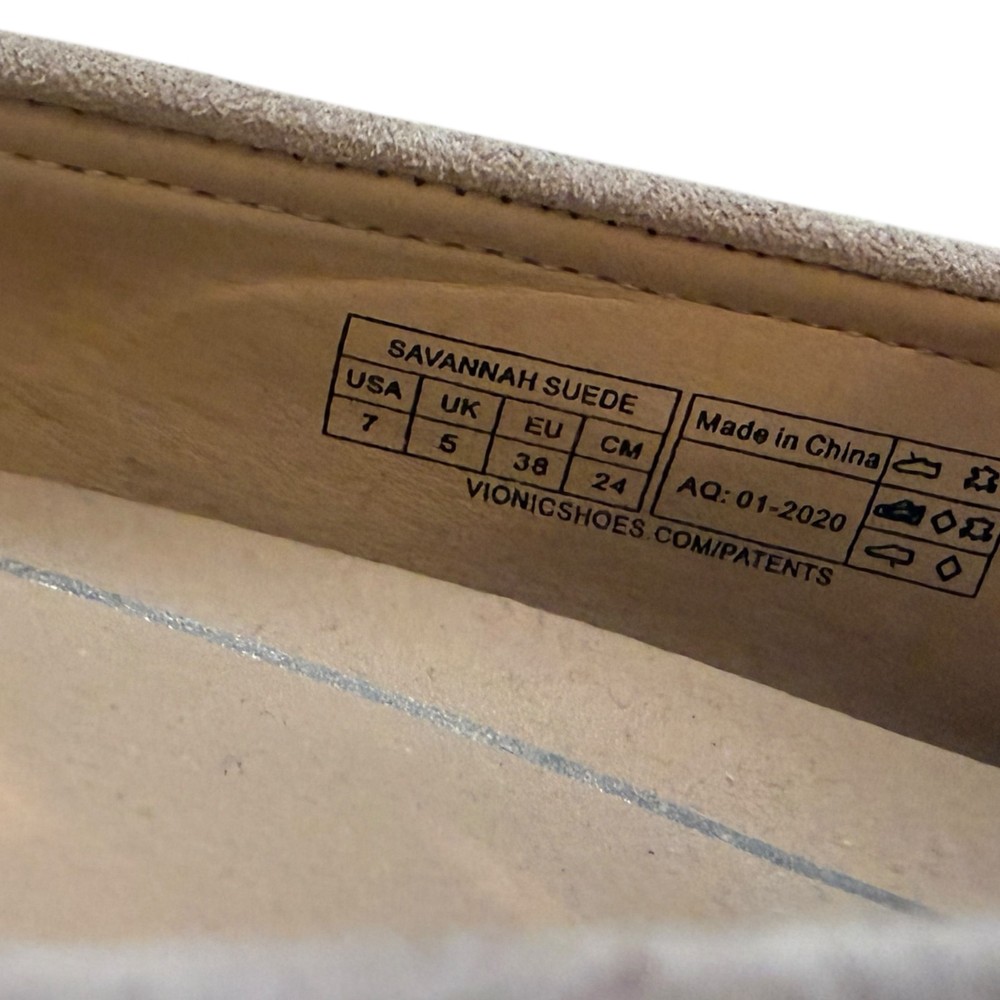 SAVANNAH SUEDE
USA UK EU CM
7 5 38 24
VIONICSHOES.COM/PATENTS
Made in China
AQ: 01-2020